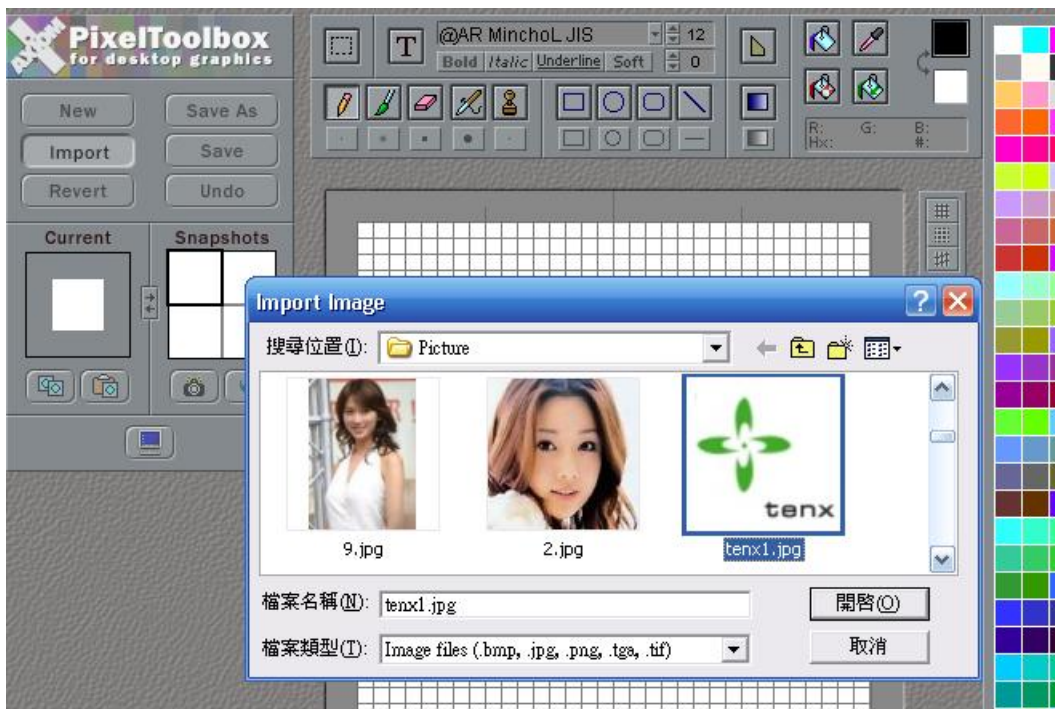 AXIALIS
PixelToolbox
for desktop graphics
New
Save As
Import
Save
Revert
Undo
Current
Snapshots
T
@AR MinchoL JIS
12
Bold Italic Underline Soft
0
R: G: B:
Hx: #:
Import Image
搜尋位置(I):
Picture
tenx
9.jpg
2.jpg
tenx1.jpg
檔案名稱(N):
tenx1.jpg
開啓(O)
檔案類型(T):
Image files (.bmp, .jpg, .png, .tga, .tif)
取消